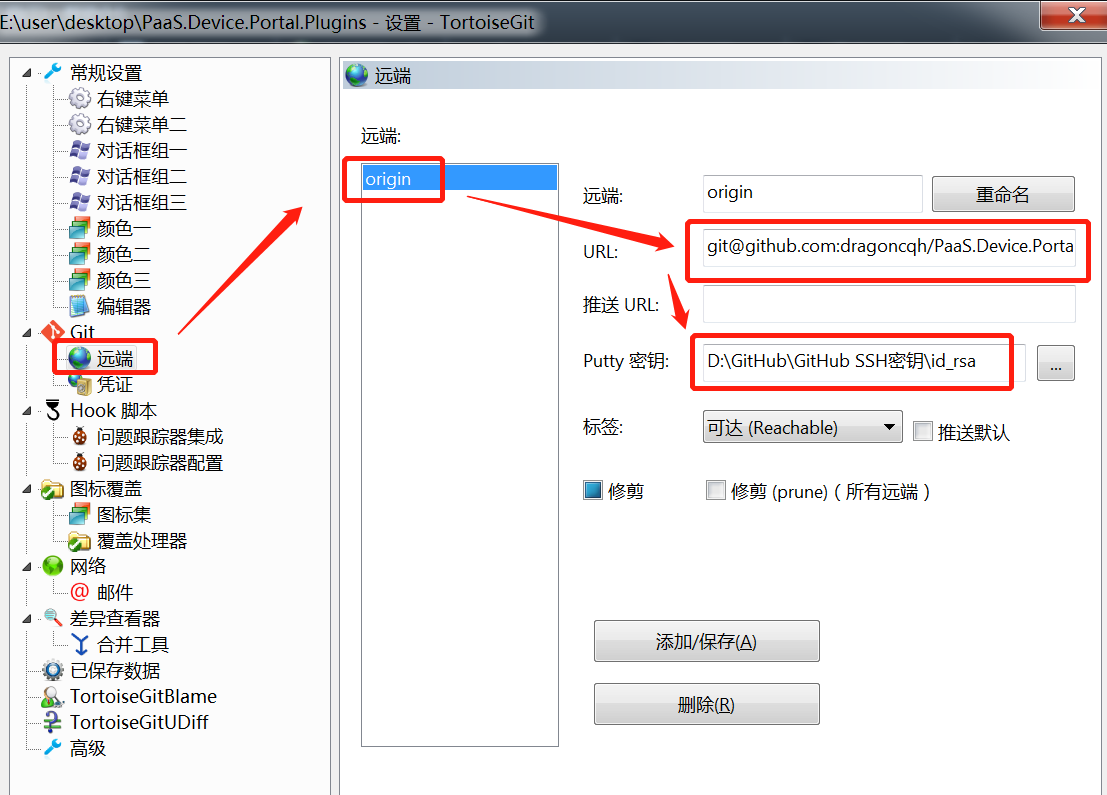 E:\user\desktop\PaaS.Device.Portal.Plugins - 设置 - TortoiseGit
常规设置
右键菜单
右键菜单二
对话框组一
对话框组二
对话框组三
颜色一
颜色二
颜色三
编辑器
Git
远端
凭证
Hook 脚本
问题跟踪器集成
问题跟踪器配置
图标覆盖
图标集
覆盖处理器
网络
邮件
差异查看器
合并工具
已保存数据
TortoiseGitBlame
TortoiseGitUDiff
高级
远端
远端:
origin
远端:
origin
重命名
URL:
git@github.com:dragoncqh/PaaS.Device.Porta
推送 URL:
Putty 密钥:
D:\GitHub\GitHub SSH密钥\id_rsa
...
标签:
可达 (Reachable)
推送默认
修剪
修剪 (prune) ( 所有远端 )
添加/保存(A)
删除(R)